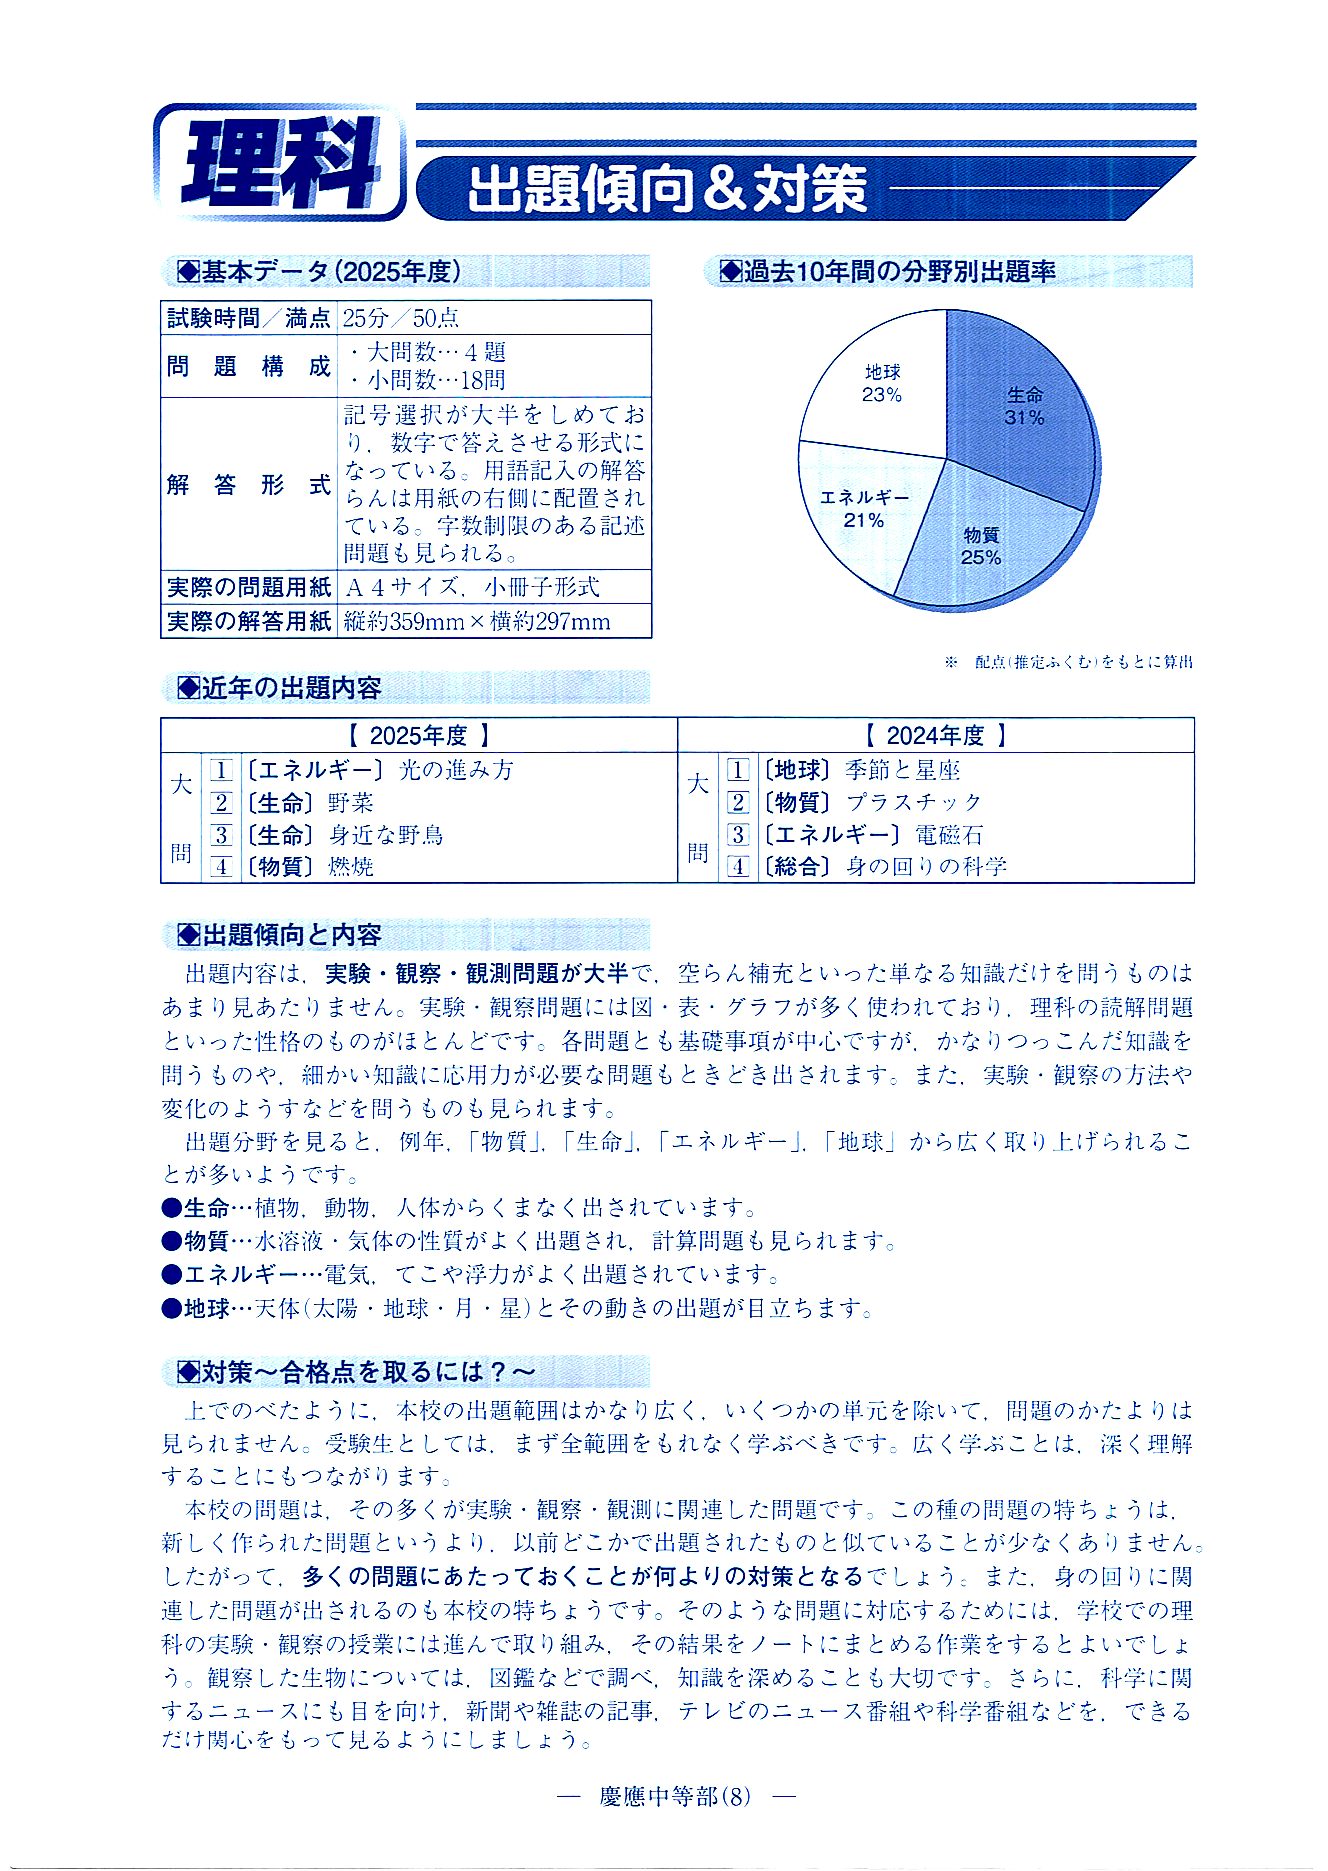 理科
出題傾向&対策
◆基本データ(2025年度)
試験時間/満点 25分/50点
問題構成 ・大問数…4題
・小問数…18問
解答形式 記号選択が大半をしめてお
り，数字で答えさせる形式に
なっている。用語記入の解答
らんは用紙の右側に配置され
ている。字数制限のある記述
問題も見られる。
実際の問題用紙 A4サイズ，小冊子形式
実際の解答用紙 縦約359mm×横約297mm
◆過去10年間の分野別出題率
生命
31%
物質
25%
エネルギー
21%
地球
23%
※ 配点(推定ふくむ)をもとに算出
◆近年の出題内容
【 2025年度 】
大問
1 〔エネルギー〕光の進み方
2 〔生命〕野菜
3 〔生命〕身近な野鳥
4 〔物質〕燃焼
【 2024年度 】
大問
1 〔地球〕季節と星座
2 〔物質〕プラスチック
3 〔エネルギー〕電磁石
4 〔総合〕身の回りの科学
◆出題傾向と内容
出題内容は，実験・観察・観測問題が大半で，空らん補充といった単なる知識だけを問うものは
あまり見あたりません。実験・観察問題には図・表・グラフが多く使われており，理科の読解問題
といった性格のものがほとんどです。各問題とも基礎事項が中心ですが，かなりつっこんだ知識を
問うものや，細かい知識に応用力が必要な問題もときどき出されます。また，実験・観察の方法や
変化のようすなどを問うものも見られます。
出題分野を見ると，例年，「物質」，「生命」，「エネルギー」，「地球」から広く取り上げられるこ
とが多いようです。
●生命…植物，動物，人体からくまなく出されています。
●物質…水溶液・気体の性質がよく出題され，計算問題も見られます。
●エネルギー…電気，てこや浮力がよく出題されています。
●地球…天体(太陽・地球・月・星)とその動きの出題が目立ちます。
◆対策～合格点を取るには？～
上でのべたように，本校の出題範囲はかなり広く，いくつかの単元を除いて，問題のかたよりは
見られません。受験生としては，まず全範囲をもれなく学ぶべきです。広く学ぶことは，深く理解
することにもつながります。
本校の問題は，その多くが実験・観察・観測に関連した問題です。この種の問題の特ちょうは，
新しく作られた問題というより，以前どこかで出題されたものと似ていることが少なくありません。
したがって，多くの問題にあたっておくことが何よりの対策となるでしょう。また，身の回りに関
連した問題が出されるのも本校の特ちょうです。そのような問題に対応するためには，学校での理
科の実験・観察の授業には進んで取り組み，その結果をノートにまとめる作業をするとよいでしょ
う。観察した生物については，図鑑などで調べ，知識を深めることも大切です。さらに，科学に関
するニュースにも目を向け，新聞や雑誌の記事，テレビのニュース番組や科学番組などを，できる
だけ関心をもって見るようにしましょう。
— 慶應中等部(8) —